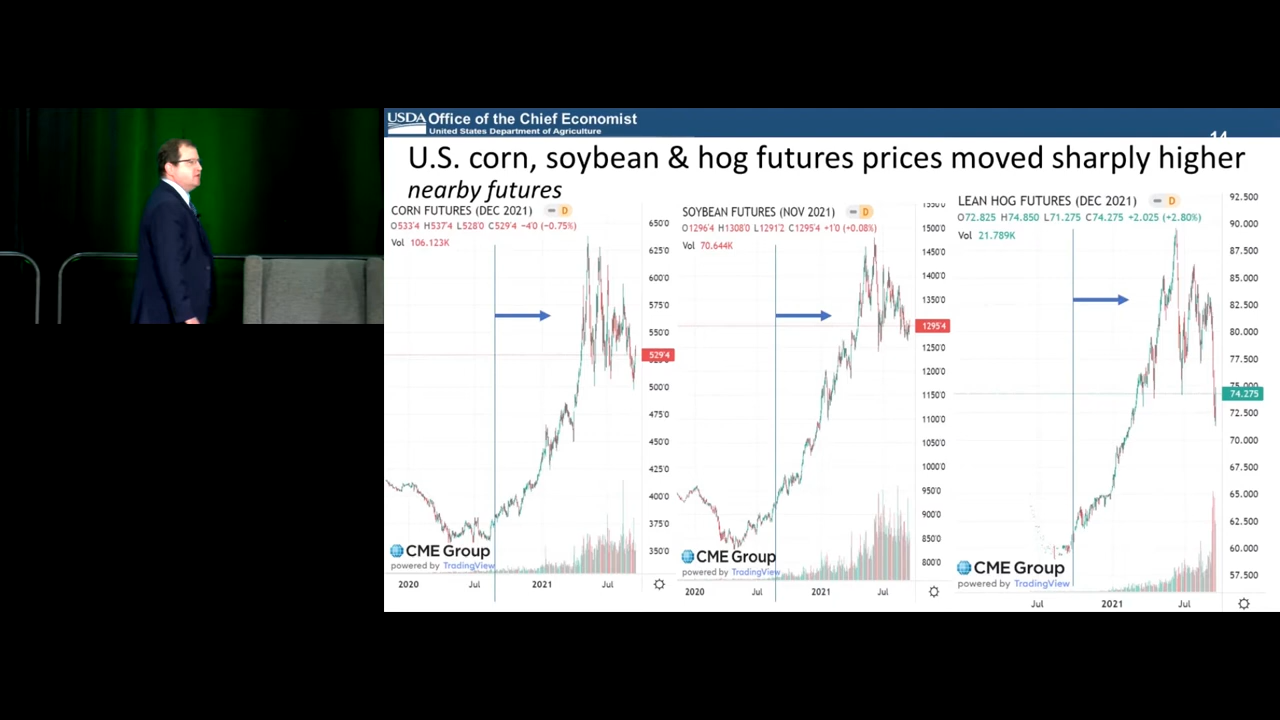 USDA Office of the Chief Economist
United States Department of Agriculture
14
U.S. corn, soybean & hog futures prices moved sharply higher
nearby futures
CORN FUTURES (DEC 2021) D
O533'4 H537'4 L528'0 C529'4 −4'0 (−0.75%)
Vol 106.123K
650'0
625'0
600'0
575'0
550'0
529'4
500'0
475'0
450'0
425'0
400'0
375'0
350'0
CME Group
powered by TradingView
2020 Jul 2021 Jul
SOYBEAN FUTURES (NOV 2021) D
O1296'4 H1308'0 L1291'2 C1295'4 +1'0 (+0.08%)
Vol 70.644K
1550'0
1500'0
1450'0
1400'0
1350'0
1295'4
1250'0
1200'0
1150'0
1100'0
1050'0
1000'0
950'0
900'0
850'0
800'0
CME Group
powered by TradingView
2020 Jul 2021 Jul
LEAN HOG FUTURES (DEC 2021) D
O72.825 H74.850 L71.275 C74.275 +2.025 (+2.80%)
Vol 21.789K
92.500
90.000
87.500
85.000
82.500
80.000
77.500
75.000
74.275
72.500
70.000
67.500
65.000
62.500
60.000
57.500
CME Group
powered by TradingView
Jul 2021 Jul